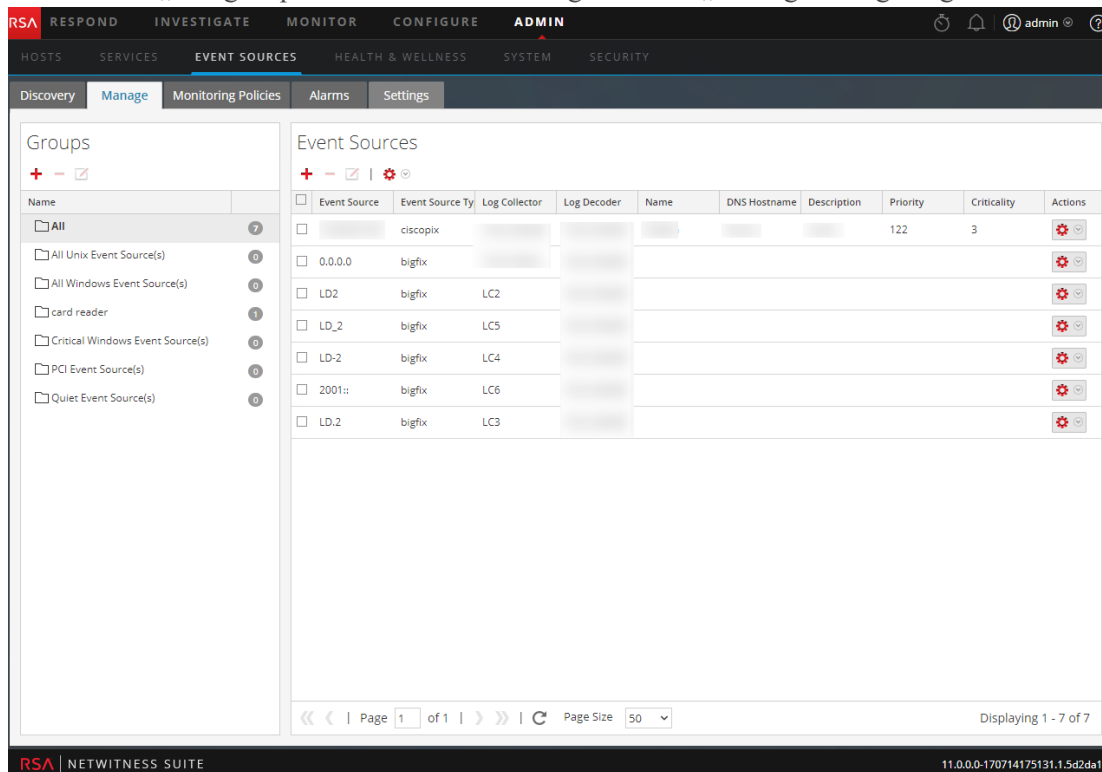 RSA RESPOND INVESTIGATE MONITOR CONFIGURE ADMIN admin
HOSTS SERVICES EVENT SOURCES HEALTH & WELLNESS SYSTEM SECURITY
Discovery Manage Monitoring Policies Alarms Settings
Groups
Name
All 7
All Unix Event Source(s) 0
All Windows Event Source(s) 0
card reader 1
Critical Windows Event Source(s) 0
PCI Event Source(s) 0
Quiet Event Source(s) 0
Event Sources
Event Source Event Source Ty Log Collector Log Decoder Name DNS Hostname Description Priority Criticality Actions
ciscopix 122 3
0.0.0.0 bigfix
LD2 bigfix LC2
LD_2 bigfix LC5
LD-2 bigfix LC4
2001:: bigfix LC6
LD.2 bigfix LC3
Page 1 of 1 Page Size 50 Displaying 1 - 7 of 7
RSA NETWITNESS SUITE 11.0.0.0-170714175131.1.5d2da1